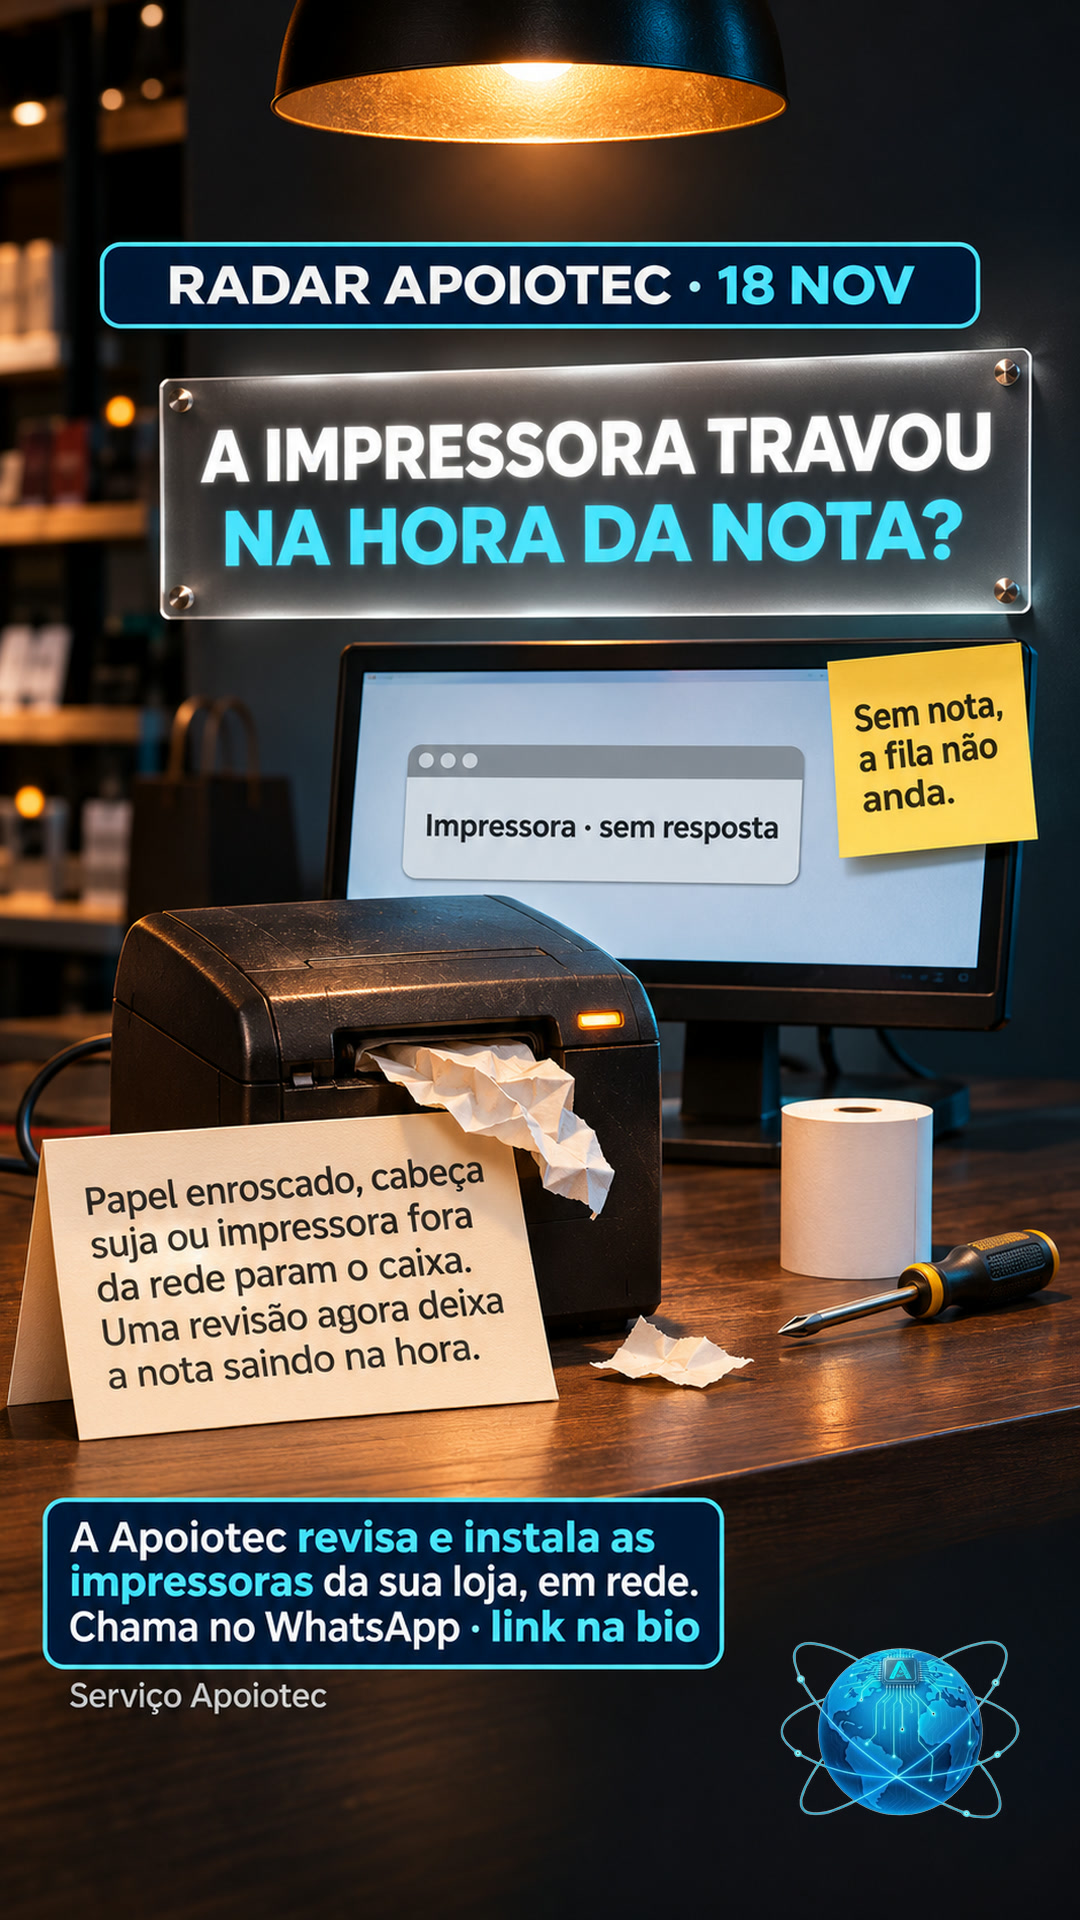 RADAR APOIOTEC · 18 NOV
A IMPRESSORA TRAVOU
NA HORA DA NOTA?
Sem nota,
a fila não
anda.
Impressora · sem resposta
Papel enroscado, cabeça
suja ou impressora fora
da rede param o caixa.
Uma revisão agora deixa
a nota saindo na hora.
A Apoiotec revisa e instala as
impressoras da sua loja, em rede.
Chama no WhatsApp · link na bio
Serviço Apoiotec
A